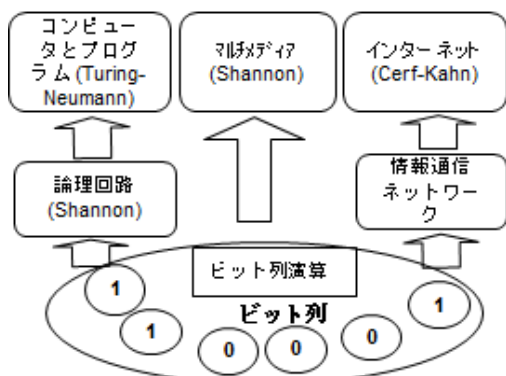 コンピュー
タとプログ
ラム(Turing-
Neumann)
マルチメディア
(Shannon)
インターネット
(Cerf-Kahn)
論理回路
(Shannon)
情報通信
ネットワー
ク
ビット列演算
ビット列
1
1
0
0
0
1